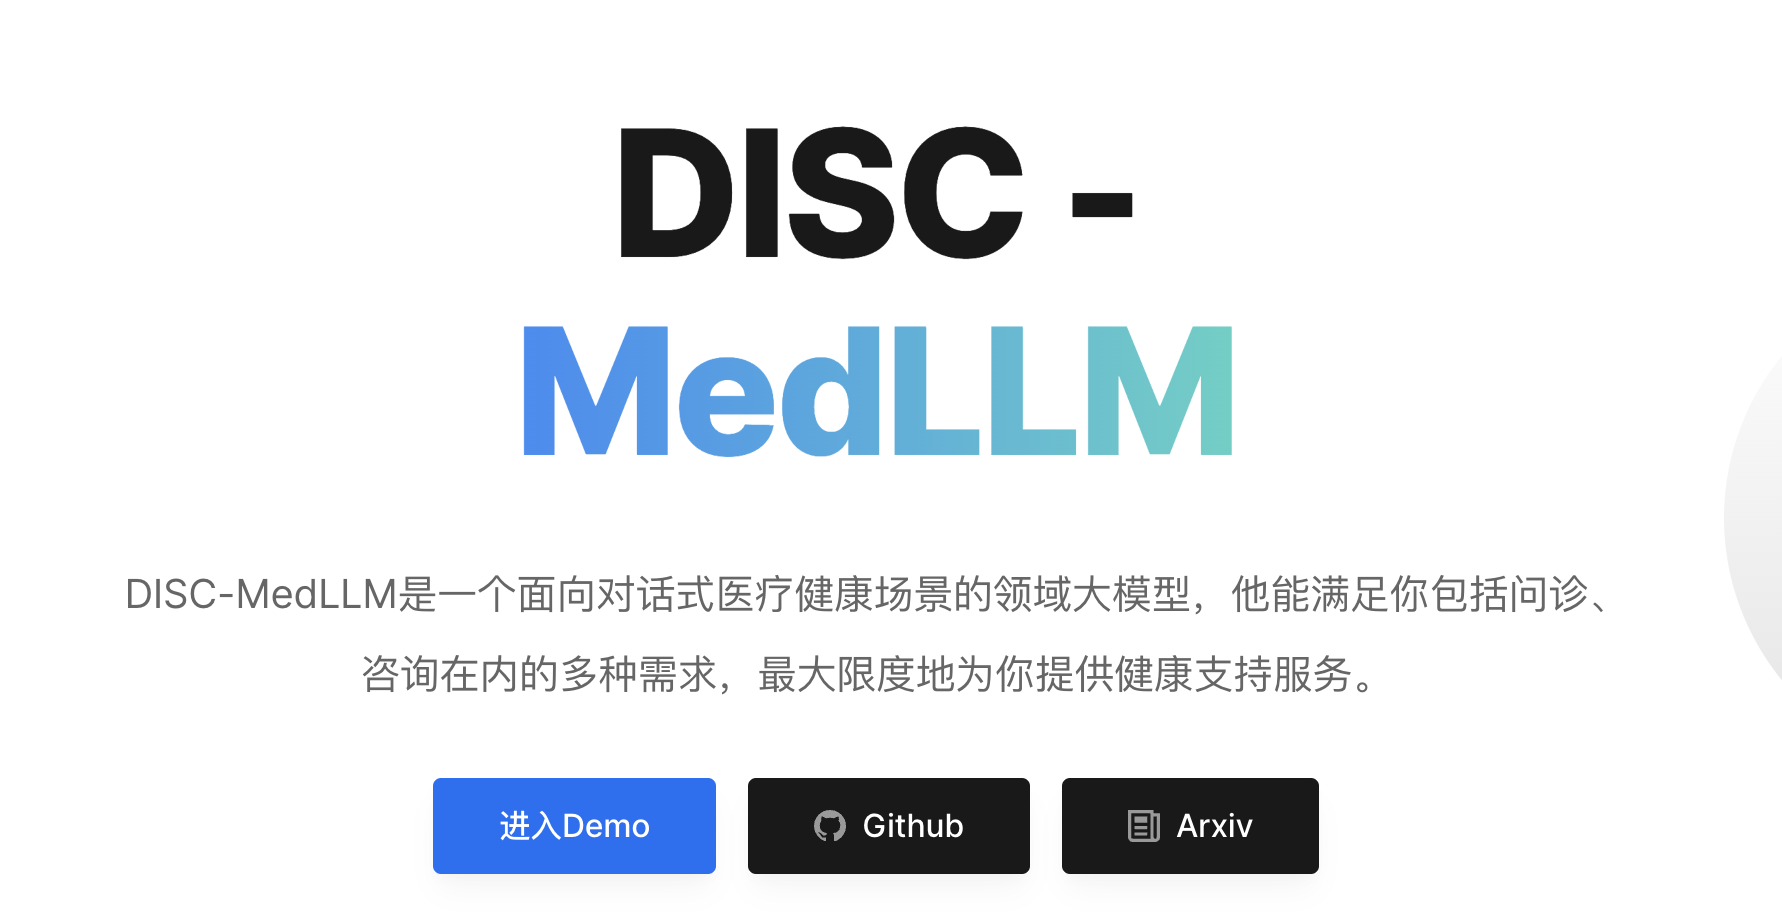 DISC -
MedLLM
DISC-MedLLM是一个面向对话式医疗健康场景的领域大模型，他能满足你包括问诊、
咨询在内的多种需求，最大限度地为你提供健康支持服务。
进入Demo
Github
Arxiv